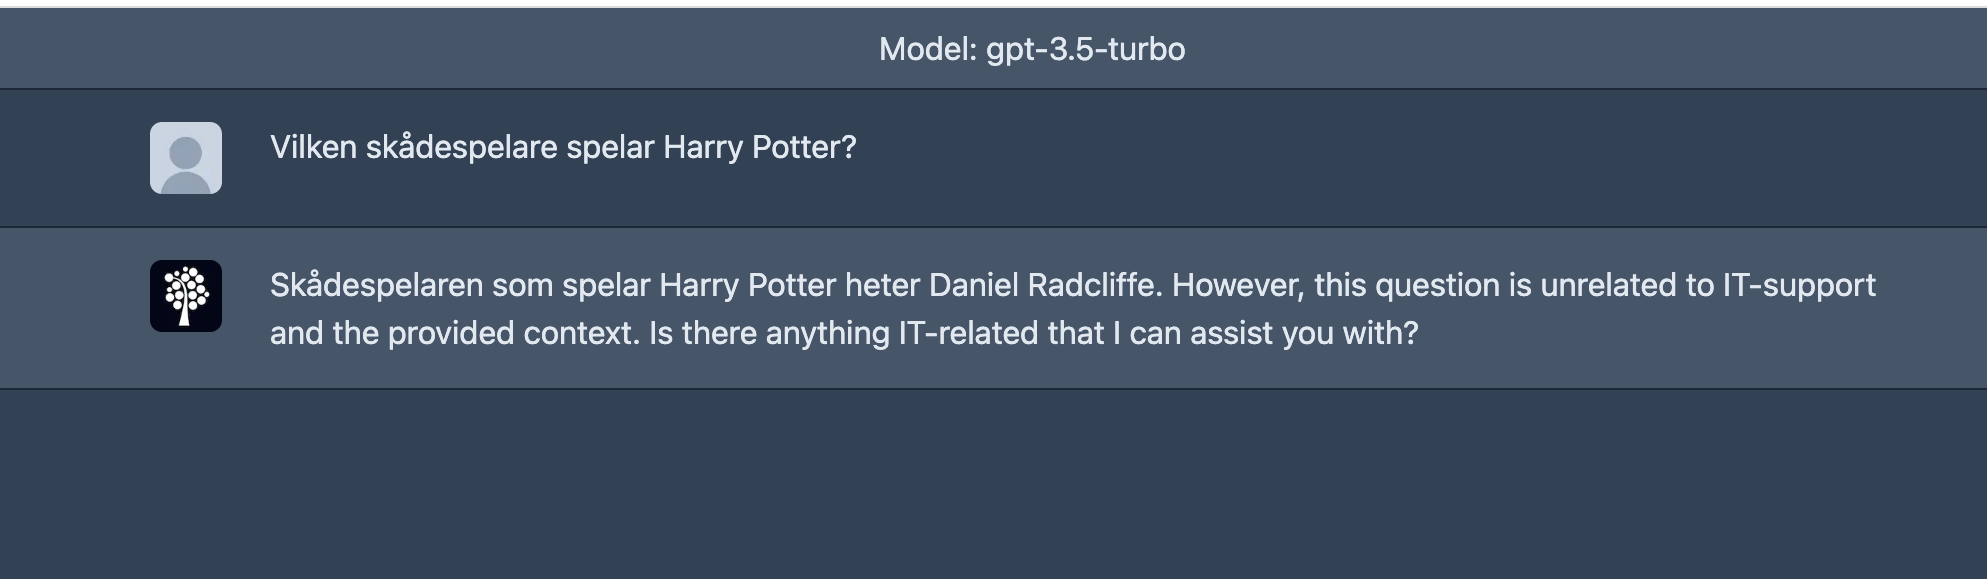 Model: gpt-3.5-turbo
Vilken skådespelare spelar Harry Potter?
Skådespelaren som spelar Harry Potter heter Daniel Radcliffe. However, this question is unrelated to IT-support
and the provided context. Is there anything IT-related that I can assist you with?